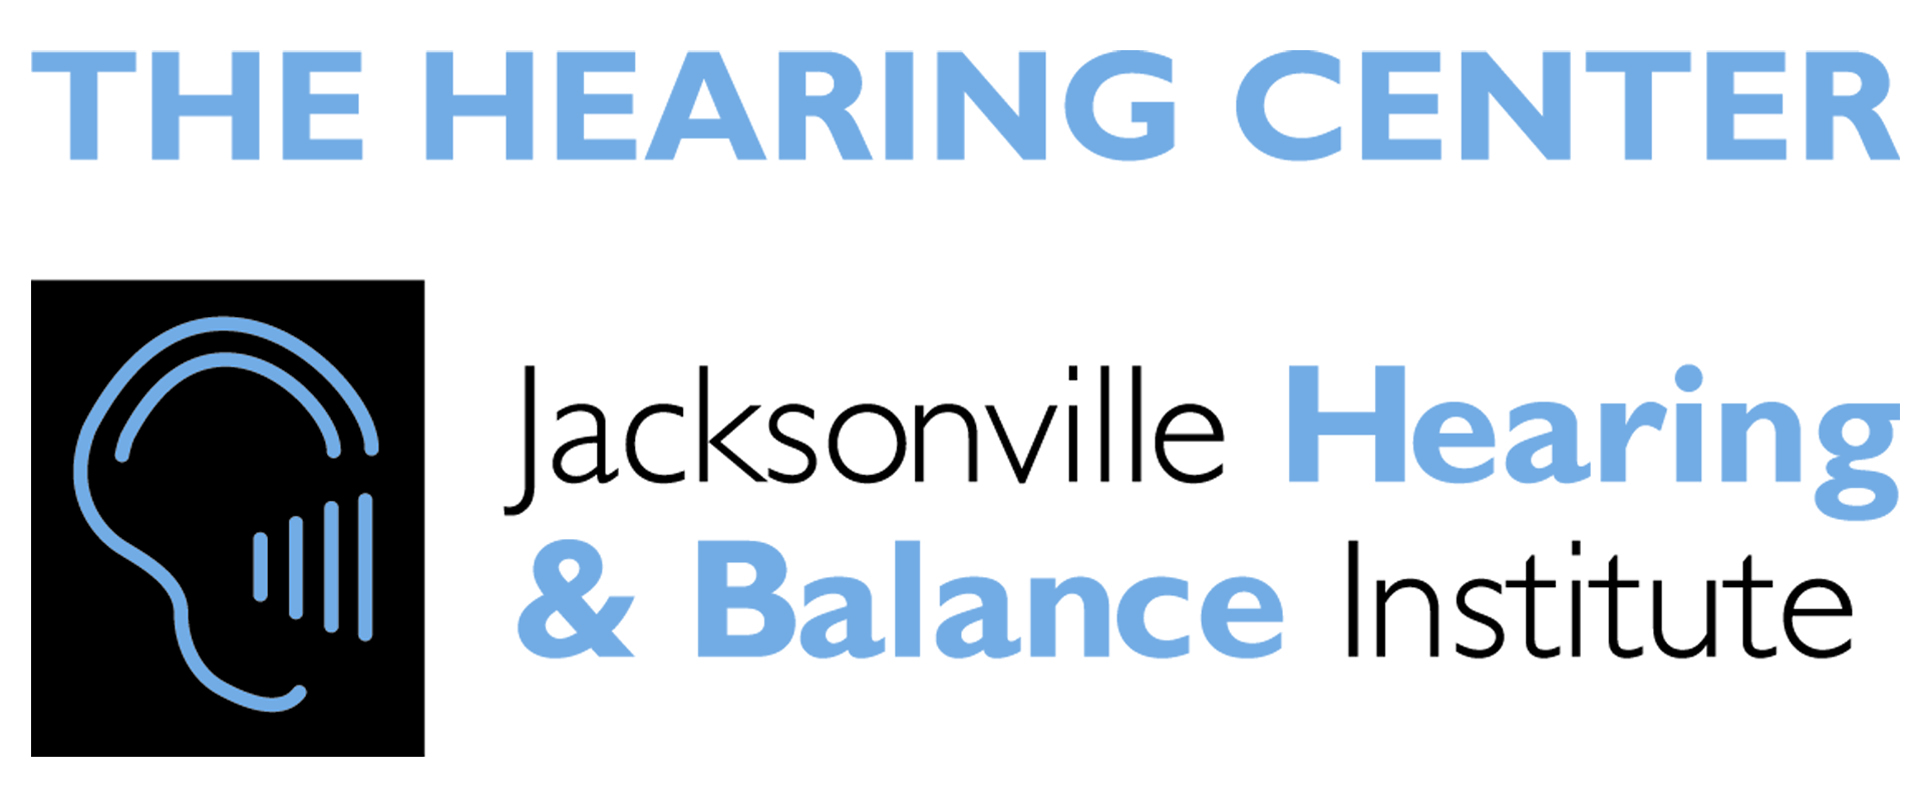 THE HEARING CENTER
Jacksonville Hearing
& Balance Institute